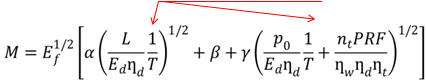 M = E_f^{1/2} [ α ( L / (E_d η_d) 1/T )^{1/2} + β + γ ( p_0 / (E_d η_d) 1/T + n_t PRF / (η_w η_d η_t) )^{1/2} ]